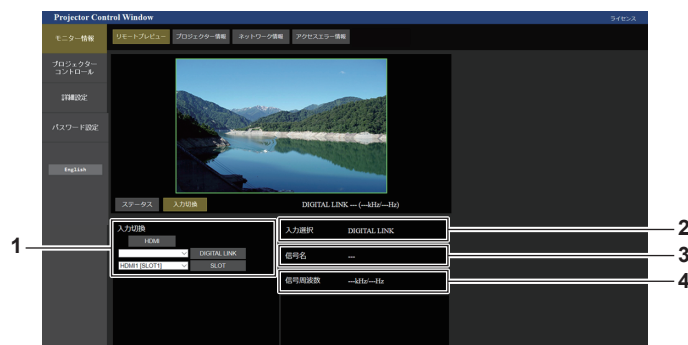 Projector Control Window
ライセンス
モニター情報
リモートプレビュー プロジェクター情報 ネットワーク情報 アクセスエラー情報
プロジェクター
コントロール
詳細設定
パスワード設定
English
ステータス 入力切換 DIGITAL LINK --- (---kHz/---Hz)
入力切換
HDMI
DIGITAL LINK
HDMI1 [SLOT1] SLOT
入力選択 DIGITAL LINK
信号名 ---
信号周波数 ---kHz/---Hz
1
2
3
4